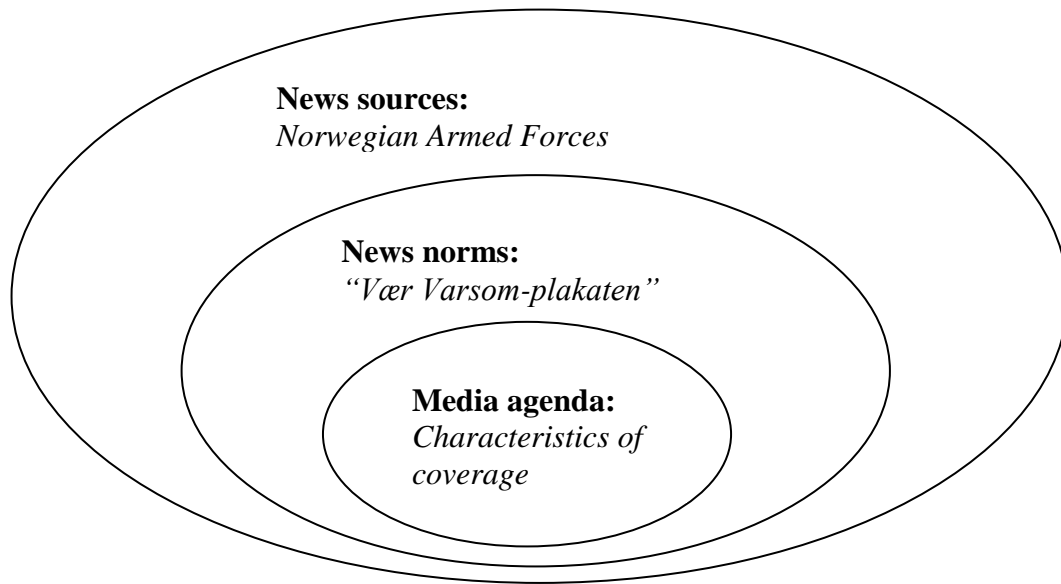 News sources:
Norwegian Armed Forces
News norms:
“Vær Varsom-plakaten”
Media agenda:
Characteristics of
coverage